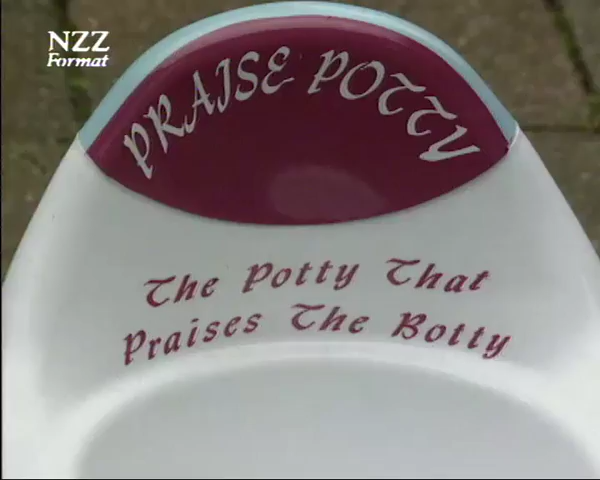 NZZ
Format
PRAISE POTTY
The Potty That
Praises The Botty